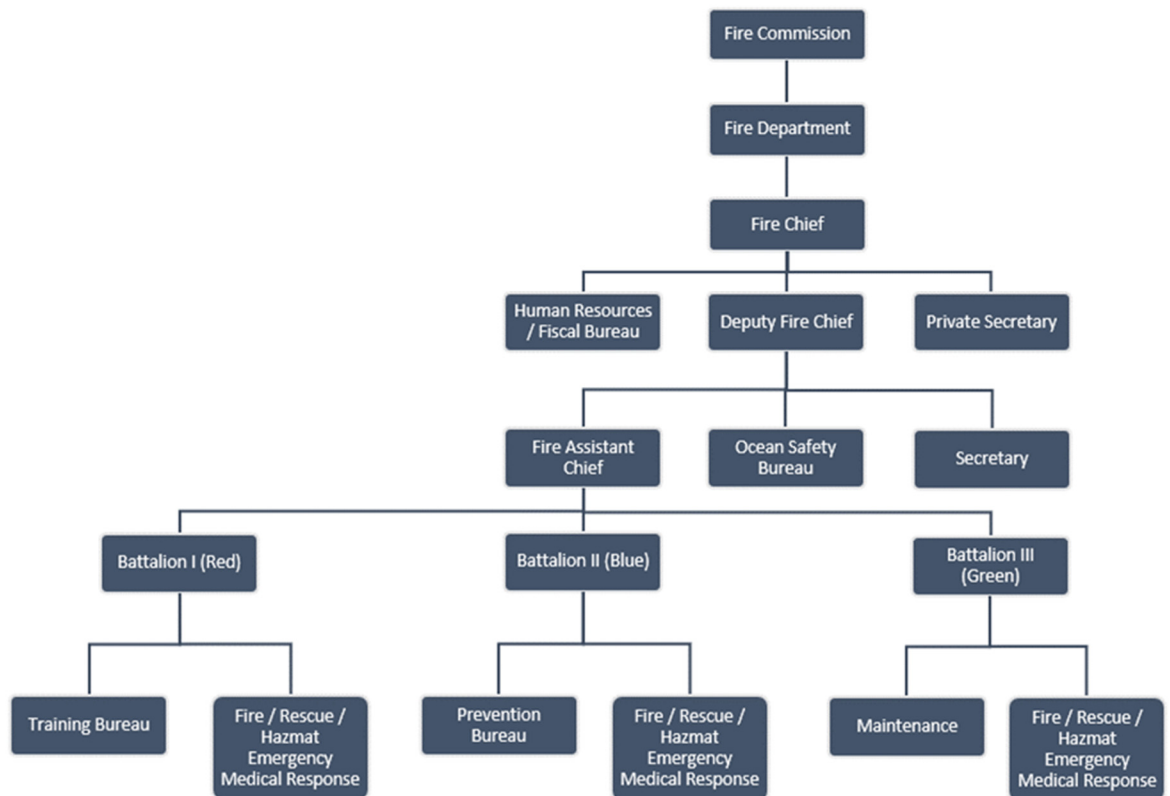 Fire Commission
Fire Department
Fire Chief
Human Resources
/ Fiscal Bureau
Deputy Fire Chief
Private Secretary
Fire Assistant
Chief
Ocean Safety
Bureau
Secretary
Battalion I (Red)
Battalion II (Blue)
Battalion III
(Green)
Training Bureau
Fire / Rescue /
Hazmat
Emergency
Medical Response
Prevention
Bureau
Fire / Rescue /
Hazmat
Emergency
Medical Response
Maintenance
Fire / Rescue /
Hazmat
Emergency
Medical Response